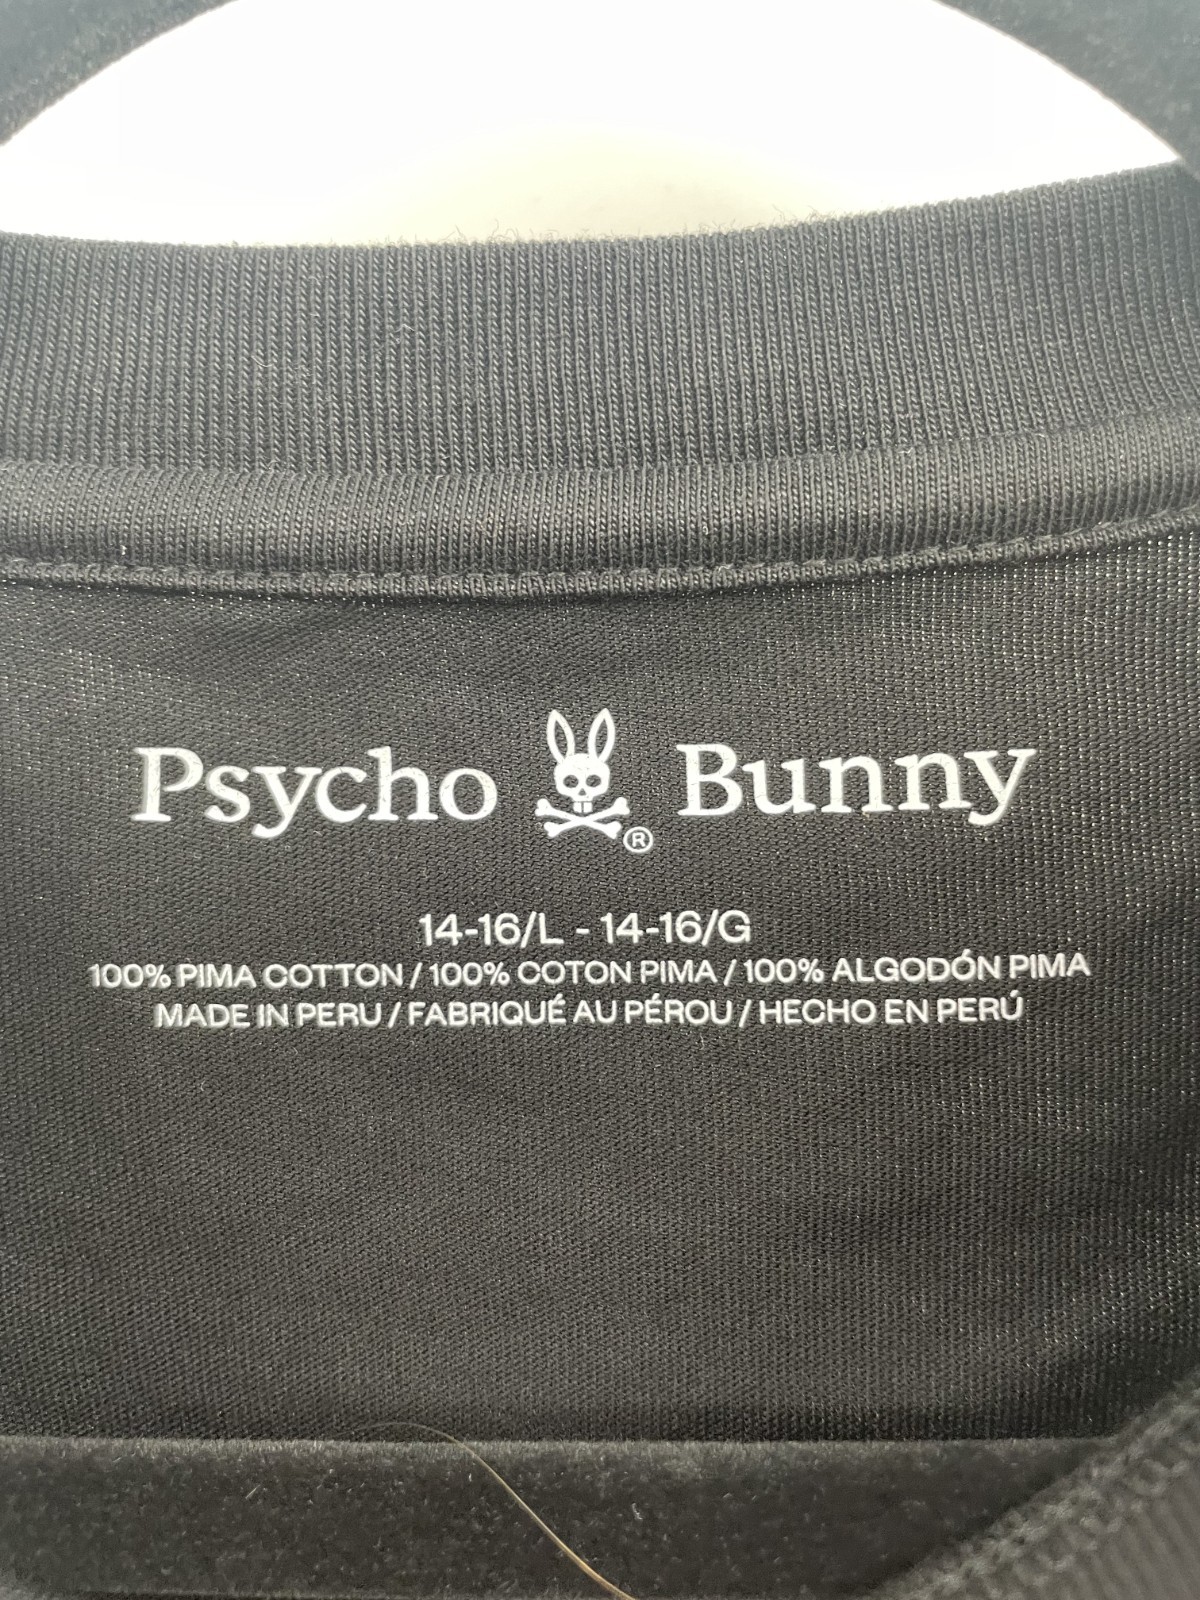 Psycho Bunny
®
14-16/L - 14-16/G
100% PIMA COTTON / 100% COTON PIMA / 100% ALGODÓN PIMA
MADE IN PERU / FABRIQUÉ AU PÉROU / HECHO EN PERÚ